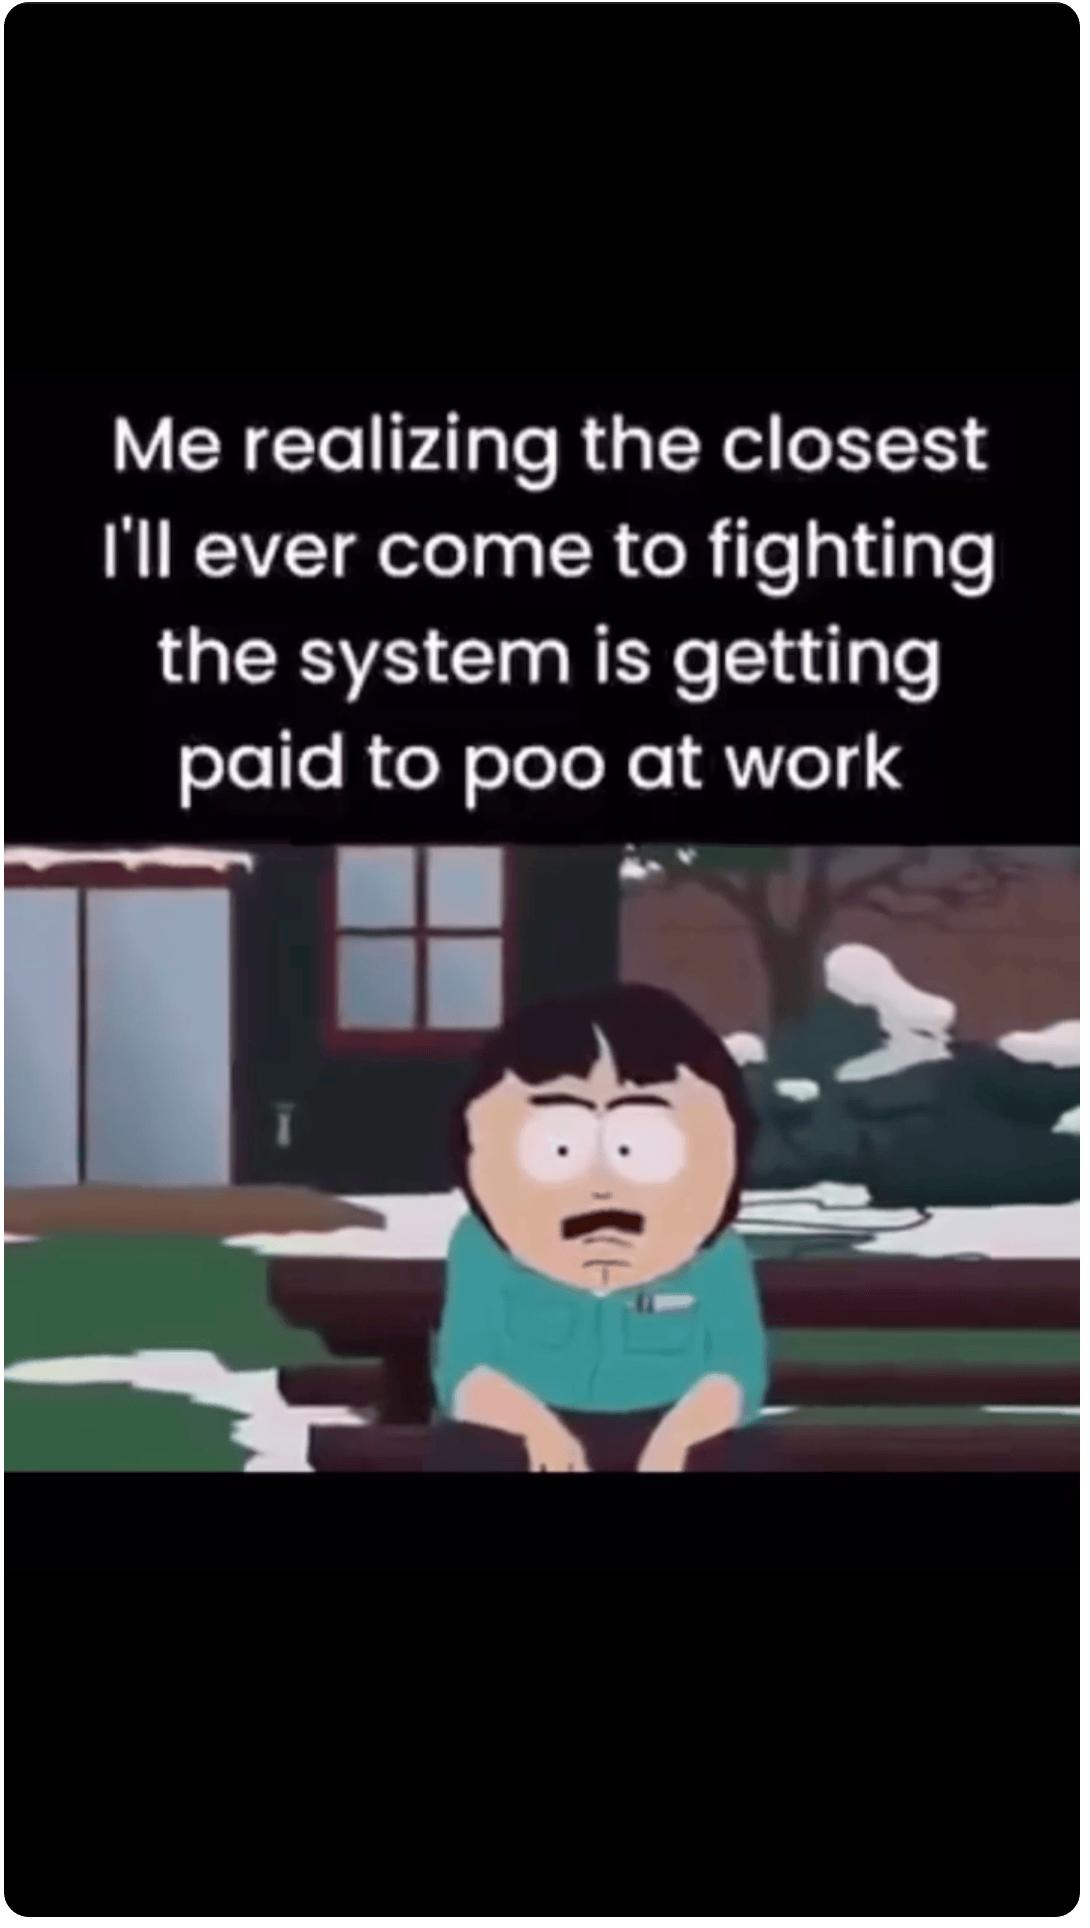 Me realizing the closest
I'll ever come to fighting
the system is getting
paid to poo at work